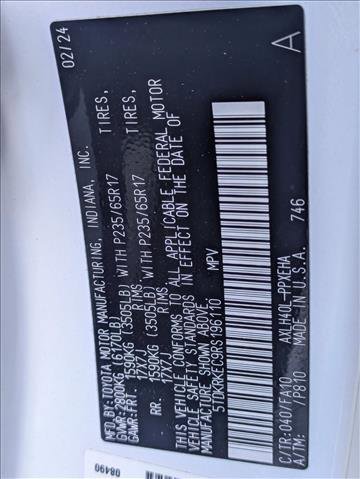 MFD.BY:TOYOTA MOTOR MANUFACTURING, INDIANA, INC. 02/24
GVWR:2800KG (6170LB)
GAWR:FRT. 1590KG (3505LB) WITH P235/65R17 TIRES,
17X7J RIMS
RR. 1590KG (3505LB) WITH P235/65R17 TIRES,
17X7J RIMS
THIS VEHICLE CONFORMS TO ALL APPLICABLE FEDERAL MOTOR
VEHICLE SAFETY STANDARDS IN EFFECT ON THE DATE OF
MANUFACTURE SHOWN ABOVE.
5TDKRKEC9RS196110 MPV
C/TR:040/FA10 AXLH40L-PPXEHA 746 A
A/TM: /P810 MADE IN U.S.A.
08490